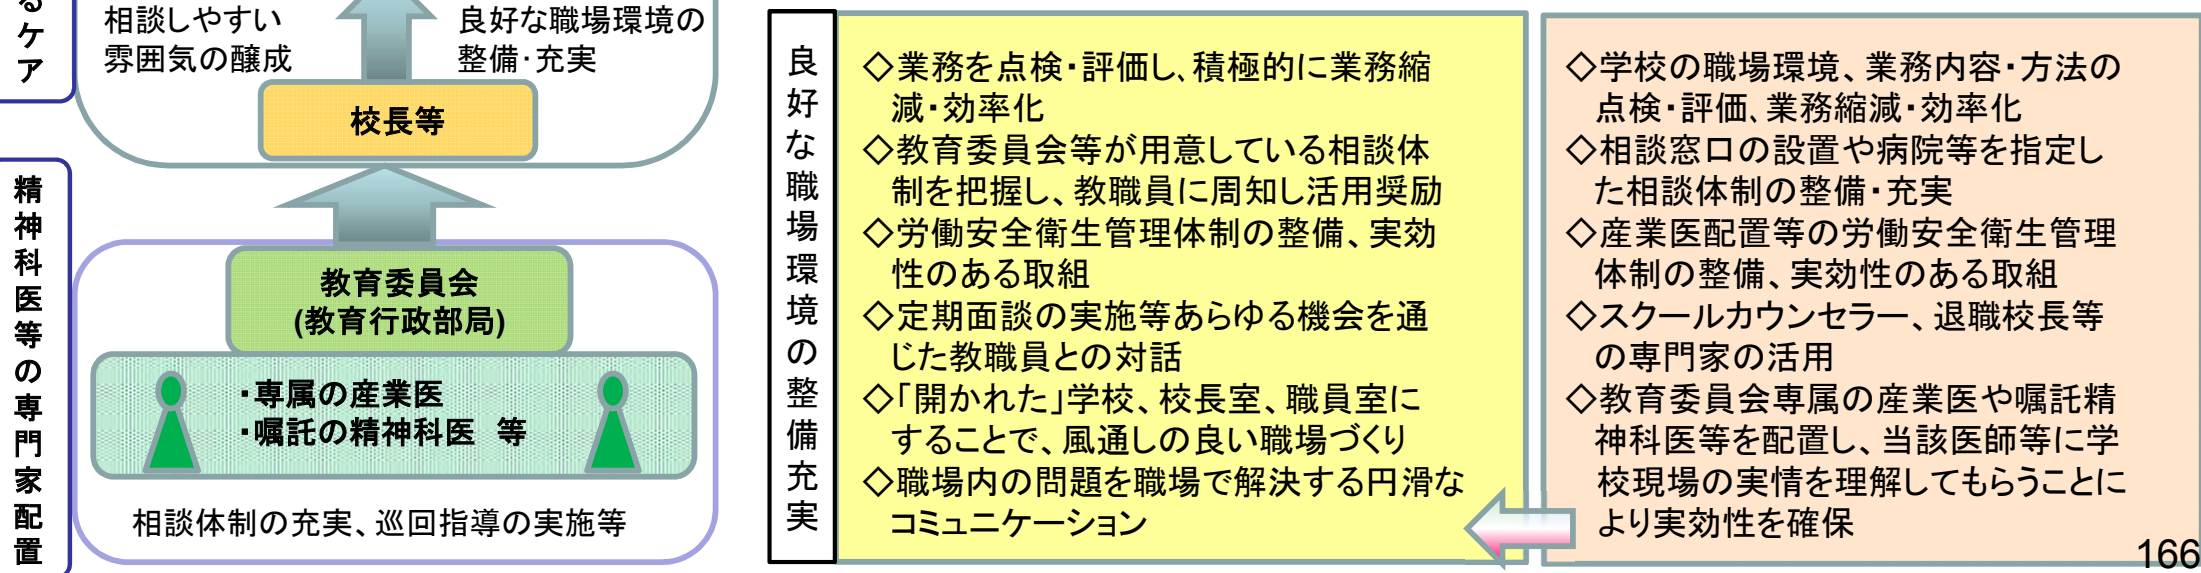 るケア
相談しやすい
雰囲気の醸成
良好な職場環境の
整備・充実
校長等
精神科医等の専門家配置
教育委員会
(教育行政部局)
・専属の産業医
・嘱託の精神科医 等
相談体制の充実、巡回指導の実施等
良好な職場環境の整備充実
◇業務を点検・評価し、積極的に業務縮
減・効率化
◇教育委員会等が用意している相談体
制を把握し、教職員に周知し活用奨励
◇労働安全衛生管理体制の整備、実効
性のある取組
◇定期面談の実施等あらゆる機会を通
じた教職員との対話
◇「開かれた」学校、校長室、職員室に
することで、風通しの良い職場づくり
◇職場内の問題を職場で解決する円滑な
コミュニケーション
◇学校の職場環境、業務内容・方法の
点検・評価、業務縮減・効率化
◇相談窓口の設置や病院等を指定し
た相談体制の整備・充実
◇産業医配置等の労働安全衛生管理
体制の整備、実効性のある取組
◇スクールカウンセラー、退職校長等
の専門家の活用
◇教育委員会専属の産業医や嘱託精
神科医等を配置し、当該医師等に学
校現場の実情を理解してもらうことに
より実効性を確保
166